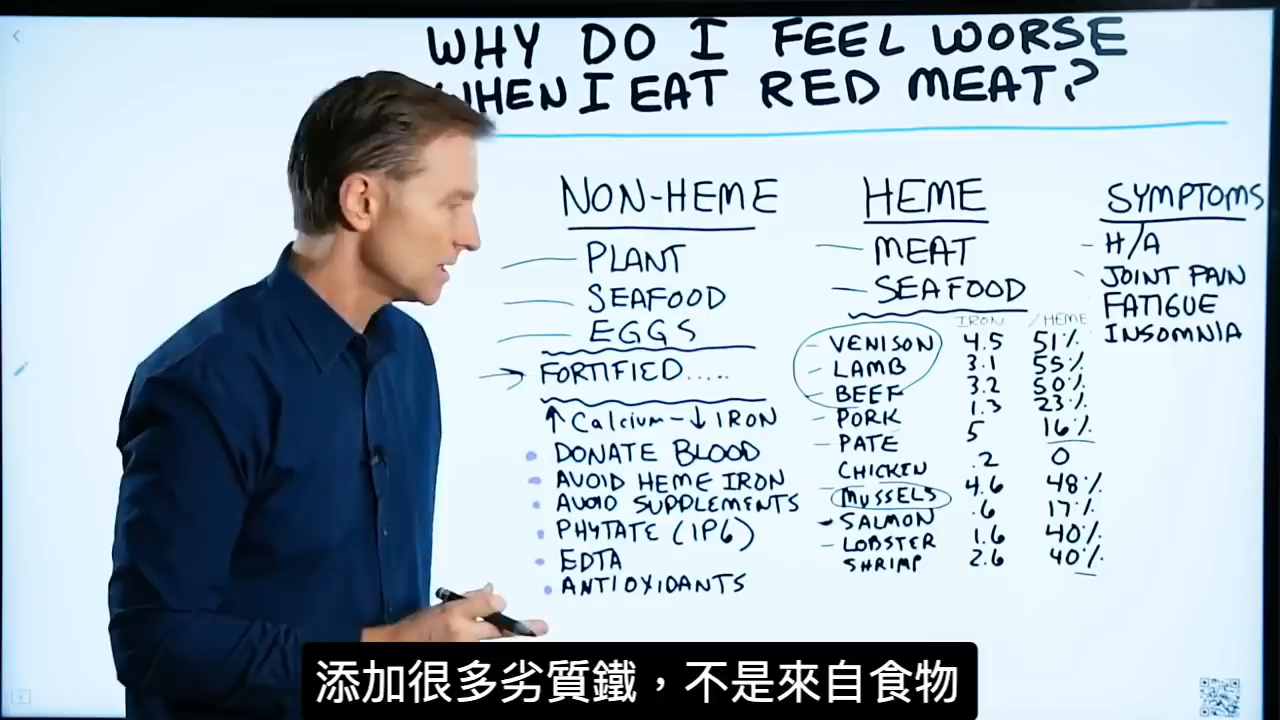 WHY DO I FEEL WORSE
WHEN I EAT RED MEAT?
NON-HEME
PLANT
SEAFOOD
EGGS
FORTIFIED.....
↑ Calcium - ↓ IRON
• DONATE BLOOD
• AVOID HEME IRON
• AVOID SUPPLEMENTS
• PHYTATE (IP6)
• EDTA
• ANTIOXIDANTS
HEME
- MEAT
- SEAFOOD
IRON / HEME
- VENISON 4.5 51%
- LAMB 3.1 55%
- BEEF 3.2 50%
- PORK 1.3 23%
- PATE 5 16%
CHICKEN .2 0
MUSSELS 4.6 48%
- SALMON .6 17%
- LOBSTER 1.6 40%
SHRIMP 2.6 40%
SYMPTOMS
- H/A
JOINT PAIN
FATIGUE
INSOMNIA
添加很多劣質鐵，不是來自食物